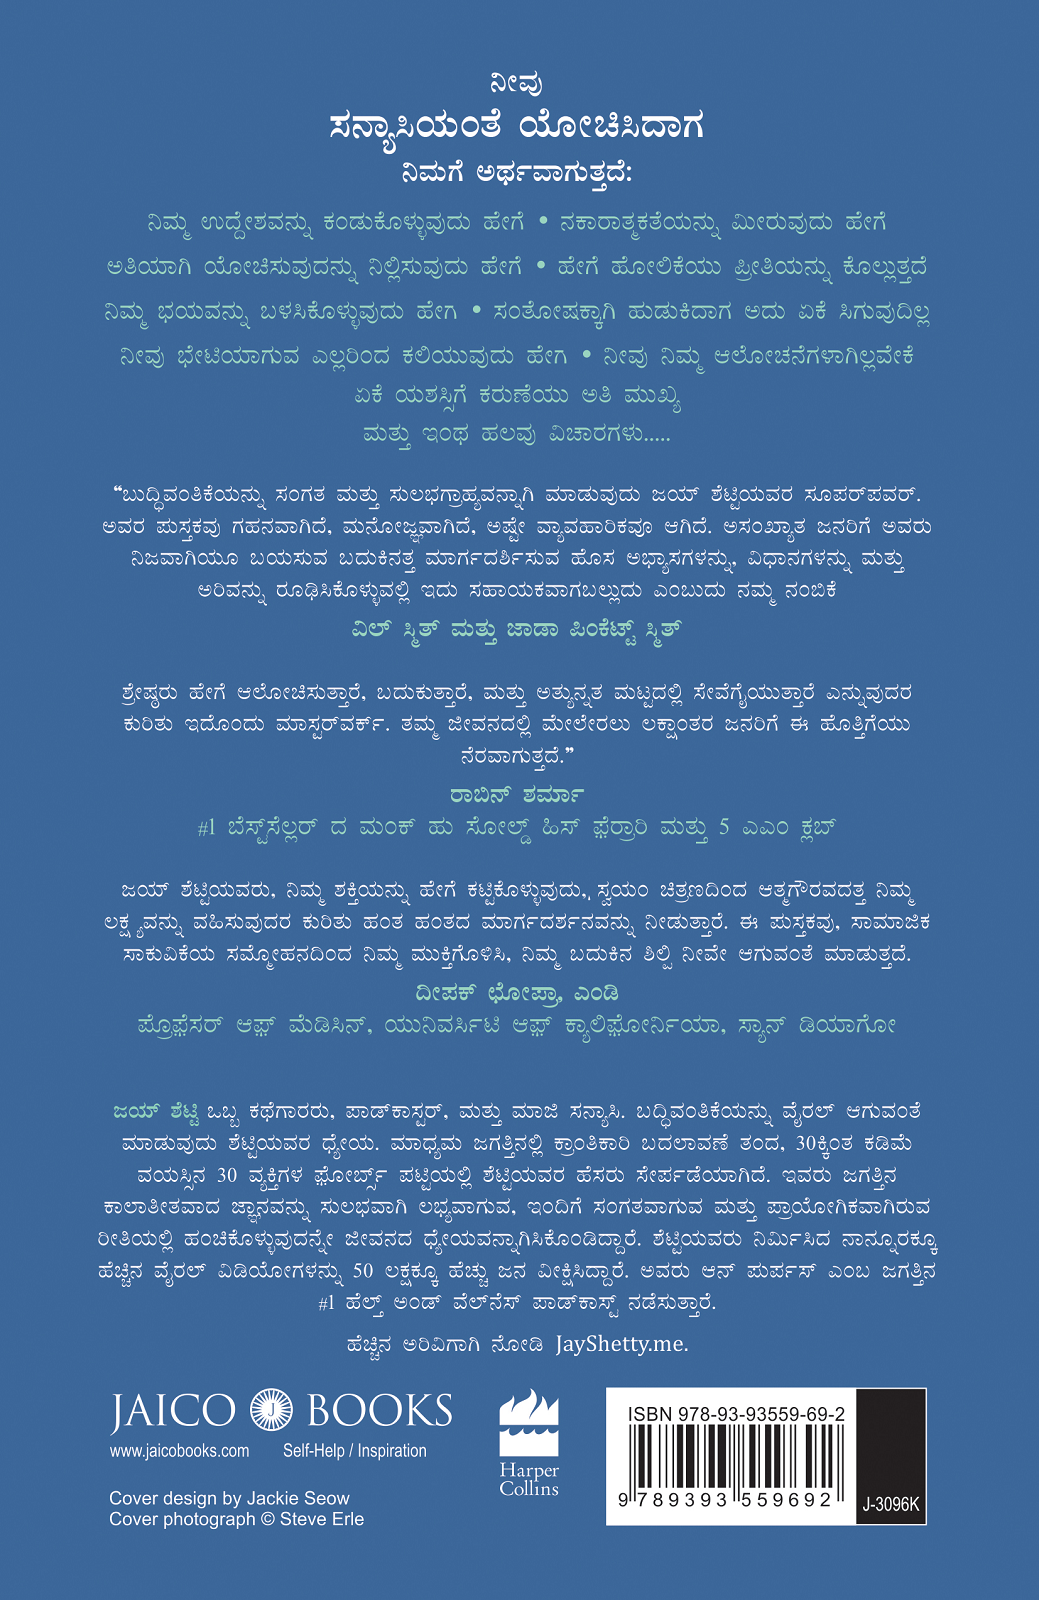 ನೀವು
ಸನ್ಯಾಸಿಯಂತೆ ಯೋಚಿಸಿದಾಗ
ನಿಮಗೆ ಅರ್ಥವಾಗುತ್ತದೆ:
ನಿಮ್ಮ ಉದ್ದೇಶವನ್ನು ಕಂಡುಕೊಳ್ಳುವುದು ಹೇಗೆ • ನಕಾರಾತ್ಮಕತೆಯನ್ನು ಮೀರುವುದು ಹೇಗೆ
ಅತಿಯಾಗಿ ಯೋಚಿಸುವುದನ್ನು ನಿಲ್ಲಿಸುವುದು ಹೇಗೆ • ಹೇಗೆ ಹೋಲಿಕೆಯು ಪ್ರೀತಿಯನ್ನು ಕೊಲ್ಲುತ್ತದೆ
ನಿಮ್ಮ ಭಯವನ್ನು ಬಳಸಿಕೊಳ್ಳುವುದು ಹೇಗೆ • ಸಂತೋಷಕ್ಕಾಗಿ ಹುಡುಕಿದಾಗ ಅದು ಏಕೆ ಸಿಗುವುದಿಲ್ಲ
ನೀವು ಭೇಟಿಯಾಗುವ ಎಲ್ಲರಿಂದ ಕಲಿಯುವುದು ಹೇಗೆ • ನೀವು ನಿಮ್ಮ ಆಲೋಚನೆಗಳಾಗಿಲ್ಲವೇಕೆ
ಏಕೆ ಯಶಸ್ಸಿಗೆ ಕರುಣೆಯು ಅತಿ ಮುಖ್ಯ
ಮತ್ತು ಇಂಥ ಹಲವು ವಿಚಾರಗಳು.....
“ಬುದ್ಧಿವಂತಿಕೆಯನ್ನು ಸಂಗತ ಮತ್ತು ಸುಲಭಗ್ರಾಹ್ಯವನ್ನಾಗಿ ಮಾಡುವುದು ಜಯ್ ಶೆಟ್ಟಿಯವರ ಸೂಪರ್‌ಪವರ್.
ಅವರ ಪುಸ್ತಕವು ಗಹನವಾಗಿದೆ, ಮನೋಜ್ಞವಾಗಿದೆ, ಅಷ್ಟೇ ವ್ಯಾವಹಾರಿಕವೂ ಆಗಿದೆ. ಅಸಂಖ್ಯಾತ ಜನರಿಗೆ ಅವರು
ನಿಜವಾಗಿಯೂ ಬಯಸುವ ಬದುಕಿನತ್ತ ಮಾರ್ಗದರ್ಶಿಸುವ ಹೊಸ ಅಭ್ಯಾಸಗಳನ್ನು, ವಿಧಾನಗಳನ್ನು ಮತ್ತು
ಅರಿವನ್ನು ರೂಢಿಸಿಕೊಳ್ಳುವಲ್ಲಿ ಇದು ಸಹಾಯಕವಾಗಬಲ್ಲುದು ಎಂಬುದು ನಮ್ಮ ನಂಬಿಕೆ
ವಿಲ್ ಸ್ಮಿತ್ ಮತ್ತು ಜಾಡಾ ಪಿಂಕೆಟ್ಟ್ ಸ್ಮಿತ್
ಶ್ರೇಷ್ಠರು ಹೇಗೆ ಆಲೋಚಿಸುತ್ತಾರೆ, ಬದುಕುತ್ತಾರೆ, ಮತ್ತು ಅತ್ಯುನ್ನತ ಮಟ್ಟದಲ್ಲಿ ಸೇವೆಗೈಯುತ್ತಾರೆ ಎನ್ನುವುದರ
ಕುರಿತು ಇದೊಂದು ಮಾಸ್ಟರ್‌ವರ್ಕ್. ತಮ್ಮ ಜೀವನದಲ್ಲಿ ಮೇಲೇರಲು ಲಕ್ಷಾಂತರ ಜನರಿಗೆ ಈ ಹೊತ್ತಿಗೆಯು
ನೆರವಾಗುತ್ತದೆ.”
ರಾಬಿನ್ ಶರ್ಮಾ
#1 ಬೆಸ್ಟ್‌ಸೆಲ್ಲರ್ ದ ಮಂಕ್ ಹು ಸೋಲ್ಡ್ ಹಿಸ್ ಫ಼ೆರ್ರಾರಿ ಮತ್ತು 5 ಎಎಂ ಕ್ಲಬ್
ಜಯ್ ಶೆಟ್ಟಿಯವರು, ನಿಮ್ಮ ಶಕ್ತಿಯನ್ನು ಹೇಗೆ ಕಟ್ಟಿಕೊಳ್ಳುವುದು, ಸ್ವಯಂ ಚಿತ್ರಣದಿಂದ ಆತ್ಮಗೌರವದತ್ತ ನಿಮ್ಮ
ಲಕ್ಷ್ಯವನ್ನು ವಹಿಸುವುದರ ಕುರಿತು ಹಂತ ಹಂತದ ಮಾರ್ಗದರ್ಶನವನ್ನು ನೀಡುತ್ತಾರೆ. ಈ ಪುಸ್ತಕವು, ಸಾಮಾಜಿಕ
ಸಾಕುವಿಕೆಯ ಸಮ್ಮೋಹನದಿಂದ ನಿಮ್ಮ ಮುಕ್ತಿಗೊಳಿಸಿ, ನಿಮ್ಮ ಬದುಕಿನ ಶಿಲ್ಪಿ ನೀವೇ ಆಗುವಂತೆ ಮಾಡುತ್ತದೆ.
ದೀಪಕ್ ಛೋಪ್ರಾ, ಎಂಡಿ
ಪ್ರೊಫ಼ೆಸರ್ ಆಫ಼್ ಮೆಡಿಸಿನ್, ಯುನಿವರ್ಸಿಟಿ ಆಫ಼್ ಕ್ಯಾಲಿಫ಼ೋರ್ನಿಯಾ, ಸ್ಯಾನ್ ಡಿಯಾಗೋ
ಜಯ್ ಶೆಟ್ಟಿ ಒಬ್ಬ ಕಥೆಗಾರರು, ಪಾಡ್‌ಕಾಸ್ಟರ್, ಮತ್ತು ಮಾಜಿ ಸನ್ಯಾಸಿ. ಬದ್ಧಿವಂತಿಕೆಯನ್ನು ವೈರಲ್ ಆಗುವಂತೆ
ಮಾಡುವುದು ಶೆಟ್ಟಿಯವರ ಧ್ಯೇಯ. ಮಾಧ್ಯಮ ಜಗತ್ತಿನಲ್ಲಿ ಕ್ರಾಂತಿಕಾರಿ ಬದಲಾವಣೆ ತಂದ, 30ಕ್ಕಿಂತ ಕಡಿಮೆ
ವಯಸ್ಸಿನ 30 ವ್ಯಕ್ತಿಗಳ ಫ಼ೋರ್ಬ್ಸ್ ಪಟ್ಟಿಯಲ್ಲಿ ಶೆಟ್ಟಿಯವರ ಹೆಸರು ಸೇರ್ಪಡೆಯಾಗಿದೆ. ಇವರು ಜಗತ್ತಿನ
ಕಾಲಾತೀತವಾದ ಜ್ಞಾನವನ್ನು ಸುಲಭವಾಗಿ ಲಭ್ಯವಾಗುವ, ಇಂದಿಗೆ ಸಂಗತವಾಗುವ ಮತ್ತು ಪ್ರಾಯೋಗಿಕವಾಗಿರುವ
ರೀತಿಯಲ್ಲಿ ಹಂಚಿಕೊಳ್ಳುವುದನ್ನೇ ಜೀವನದ ಧ್ಯೇಯವನ್ನಾಗಿಸಿಕೊಂಡಿದ್ದಾರೆ. ಶೆಟ್ಟಿಯವರು ನಿರ್ಮಿಸಿದ ನಾನ್ನೂರಕ್ಕೂ
ಹೆಚ್ಚಿನ ವೈರಲ್ ವಿಡಿಯೋಗಳನ್ನು 50 ಲಕ್ಷಕ್ಕೂ ಹೆಚ್ಚು ಜನ ವೀಕ್ಷಿಸಿದ್ದಾರೆ. ಅವರು ಆನ್ ಪುರ್ಪಸ್ ಎಂಬ ಜಗತ್ತಿನ
#1 ಹೆಲ್ತ್ ಅಂಡ್ ವೆಲ್‌ನೆಸ್ ಪಾಡ್‌ಕಾಸ್ಟ್ ನಡೆಸುತ್ತಾರೆ.
ಹೆಚ್ಚಿನ ಅರಿವಿಗಾಗಿ ನೋಡಿ JayShetty.me.
JAICO J BOOKS
www.jaicobooks.com Self-Help / Inspiration
Cover design by Jackie Seow
Cover photograph © Steve Erle
Harper
Collins
ISBN 978-93-93559-69-2
9 789393 559692
J-3096K